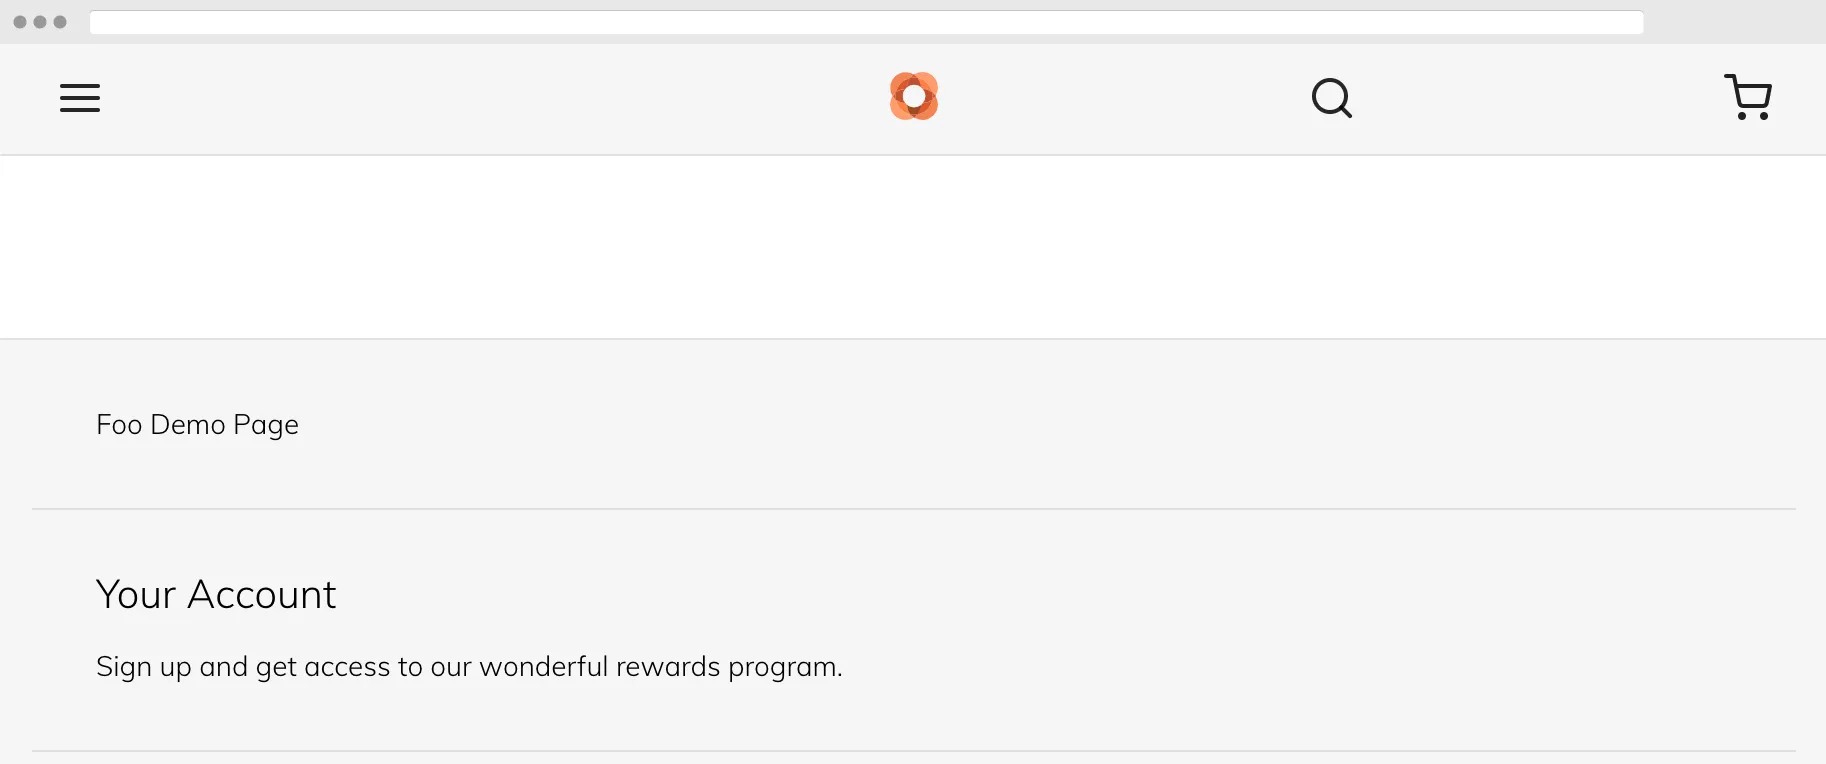 Foo Demo Page
Your Account
Sign up and get access to our wonderful rewards program.